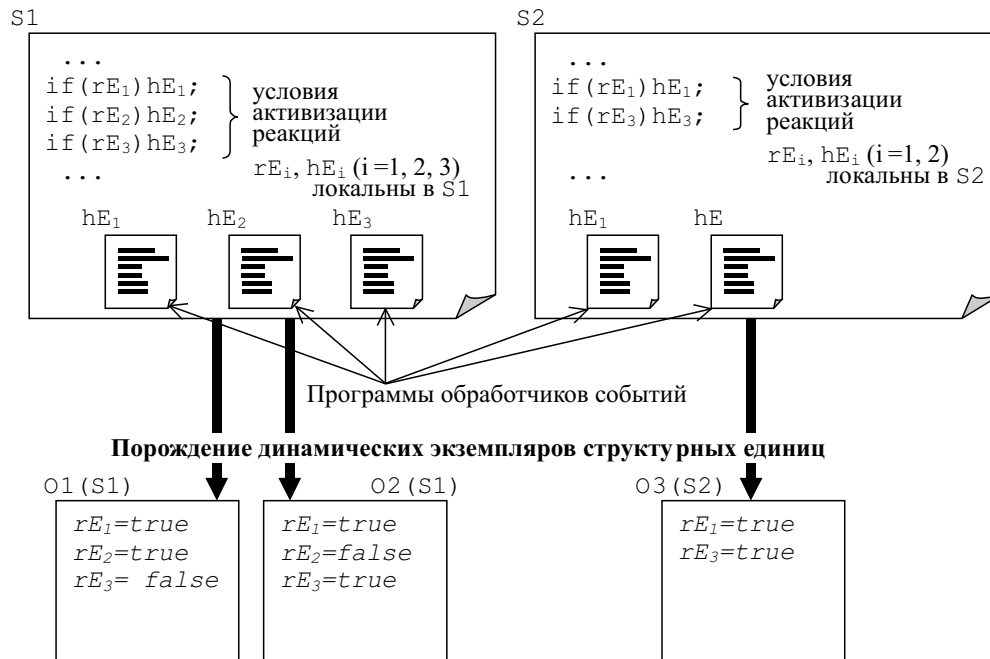 S1
...
if(rE₁)hE₁;
if(rE₂)hE₂;
if(rE₃)hE₃;
...
условия
активизации
реакций
rEᵢ, hEᵢ (i=1, 2, 3)
локальны в S1
hE₁ hE₂ hE₃
S2
...
if(rE₁)hE₁;
if(rE₃)hE₃;
...
условия
активизации
реакций
rEᵢ, hEᵢ (i=1, 2)
локальны в S2
hE₁ hE
Программы обработчиков событий
Порождение динамических экземпляров структурных единиц
O1(S1)
rE₁=true
rE₂=true
rE₃= false
O2(S1)
rE₁=true
rE₂=false
rE₃=true
O3(S2)
rE₁=true
rE₃=true